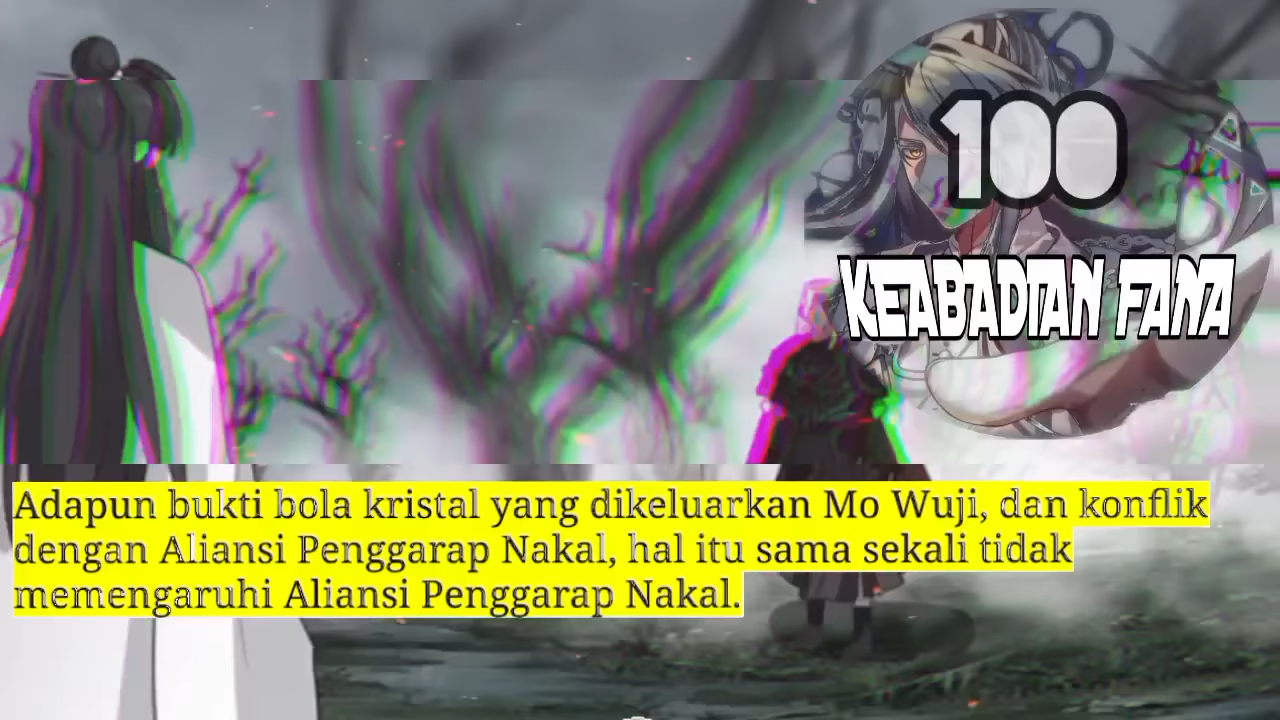 100
KEABADIAN FANA
Adapun bukti bola kristal yang dikeluarkan Mo Wuji, dan konflik
dengan Aliansi Penggarap Nakal, hal itu sama sekali tidak
memengaruhi Aliansi Penggarap Nakal.